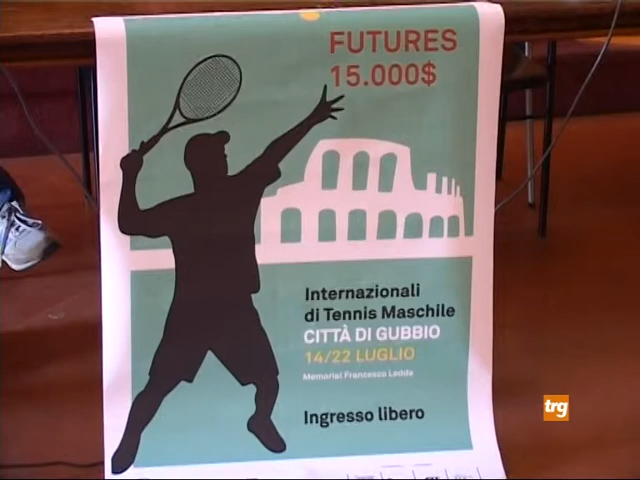 FUTURES
15.000$
Internazionali
di Tennis Maschile
CITTÀ DI GUBBIO
14/22 LUGLIO
Memorial Francesco Ledda
Ingresso libero
trg